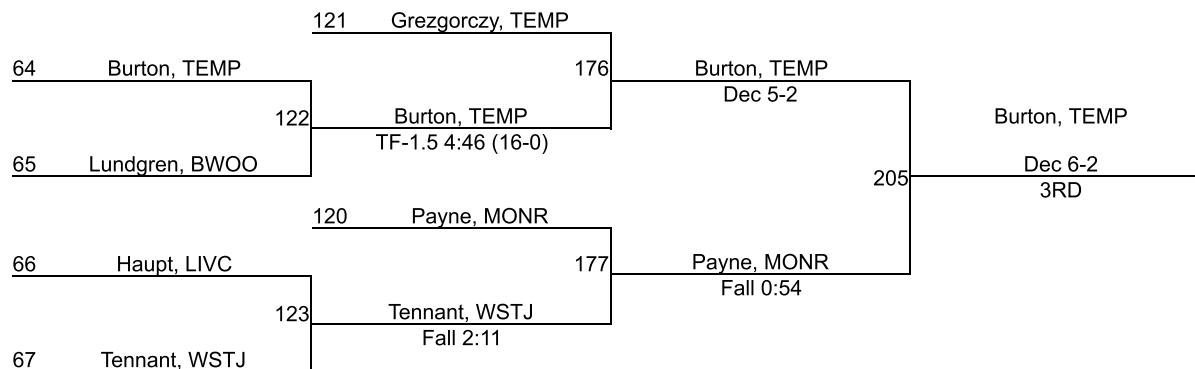 121 Grezgorczy, TEMP
64 Burton, TEMP
176 Burton, TEMP
Dec 5-2
122 Burton, TEMP
Burton, TEMP
TF-1.5 4:46 (16-0)
65 Lundgren, BWOO
205 Dec 6-2
3RD
120 Payne, MONR
66 Haupt, LIVC
177 Payne, MONR
Fall 0:54
123 Tennant, WSTJ
Fall 2:11
67 Tennant, WSTJ